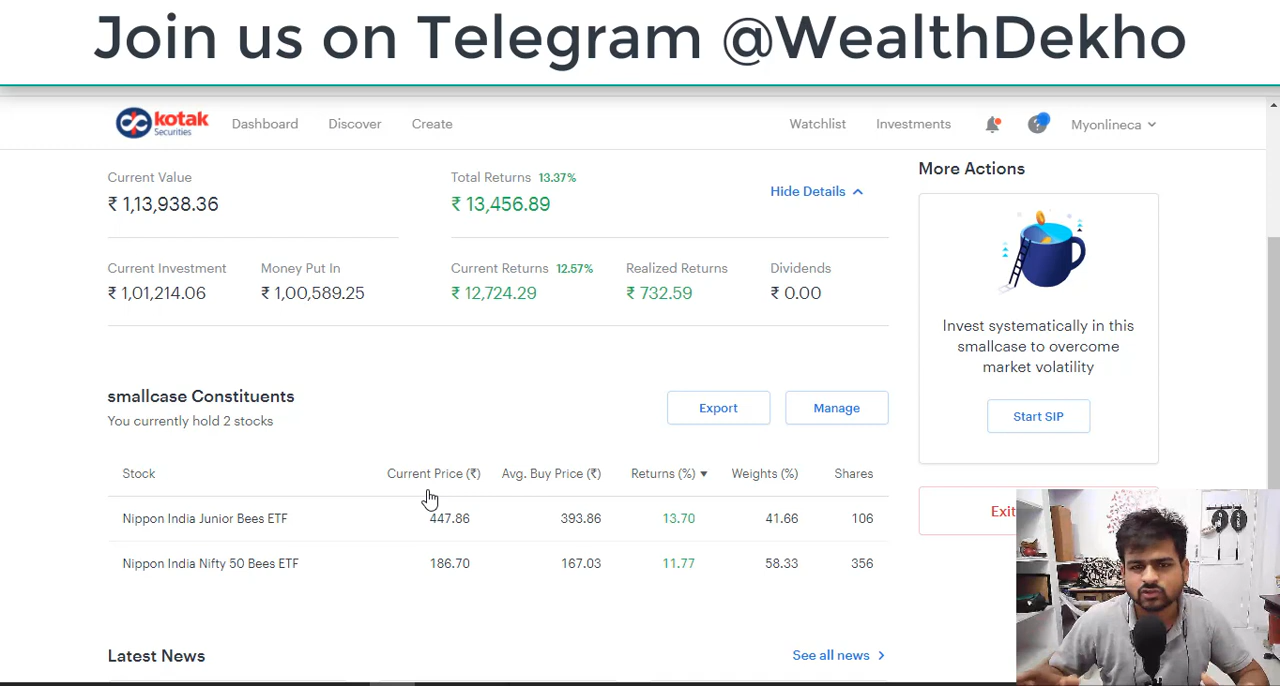 Join us on Telegram @WealthDekho
kotak Securities Dashboard Discover Create Watchlist Investments Myonlineca
Current Value Total Returns 13.37%
₹ 1,13,938.36 ₹ 13,456.89 Hide Details
Current Investment Money Put In Current Returns 12.57% Realized Returns Dividends
₹ 1,01,214.06 ₹ 1,00,589.25 ₹ 12,724.29 ₹ 732.59 ₹ 0.00
smallcase Constituents
You currently hold 2 stocks
Export Manage
Stock Current Price (₹) Avg. Buy Price (₹) Returns (%) Weights (%) Shares
Nippon India Junior Bees ETF 447.86 393.86 13.70 41.66 106
Nippon India Nifty 50 Bees ETF 186.70 167.03 11.77 58.33 356
Latest News See all news
More Actions
Invest systematically in this
smallcase to overcome
market volatility
Start SIP
Exit